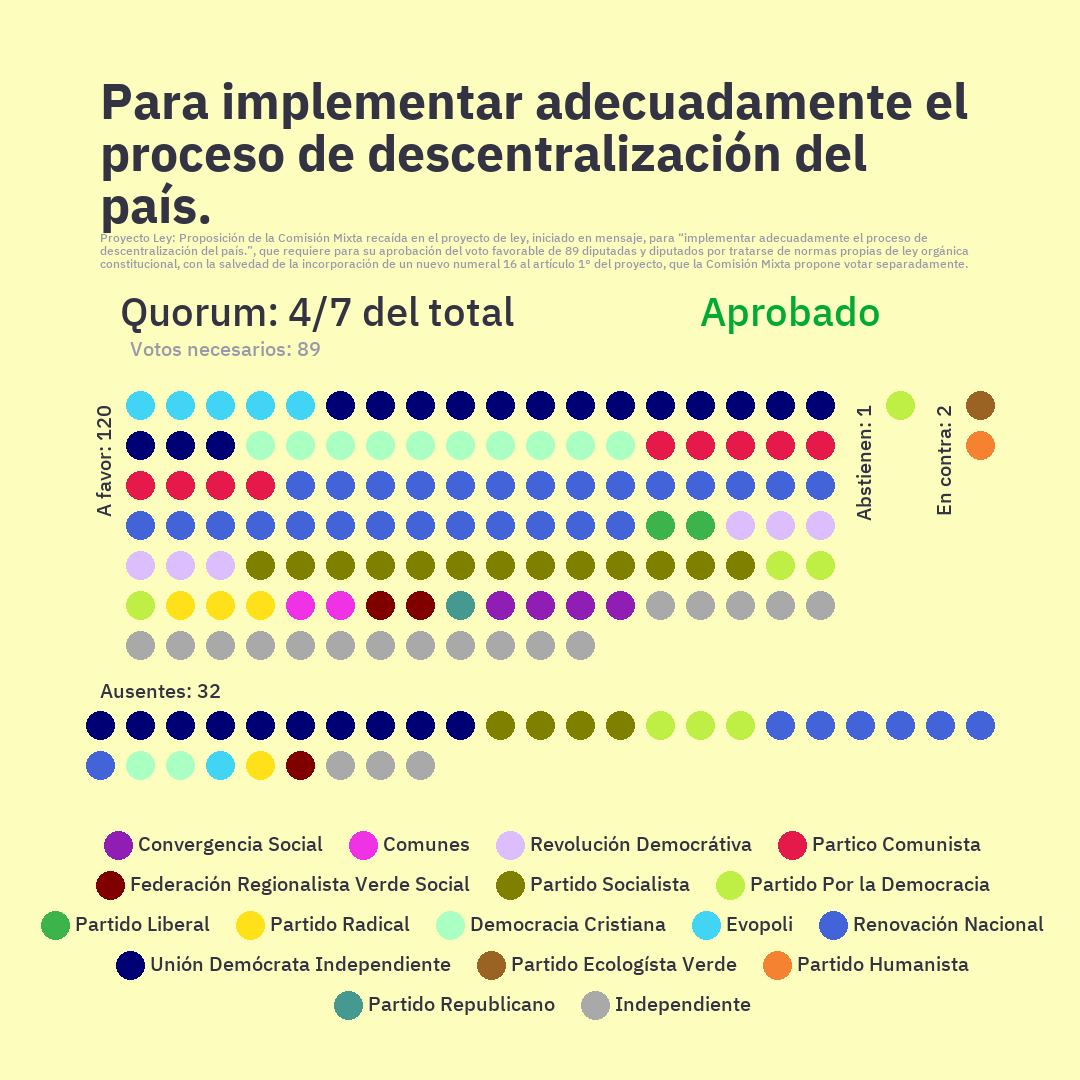 Para implementar adecuadamente el
proceso de descentralización del
país.
Proyecto Ley: Proposición de la Comisión Mixta recaída en el proyecto de ley, iniciado en mensaje, para “implementar adecuadamente el proceso de
descentralización del país.”, que requiere para su aprobación del voto favorable de 89 diputadas y diputados por tratarse de normas propias de ley orgánica
constitucional, con la salvedad de la incorporación de un nuevo numeral 16 al artículo 1° del proyecto, que la Comisión Mixta propone votar separadamente.
Quorum: 4/7 del total
Aprobado
Votos necesarios: 89
A favor: 120
Abstienen: 1
En contra: 2
Ausentes: 32
Convergencia Social Comunes Revolución Democrátiva Partico Comunista
Federación Regionalista Verde Social Partido Socialista Partido Por la Democracia
Partido Liberal Partido Radical Democracia Cristiana Evopoli Renovación Nacional
Unión Demócrata Independiente Partido Ecologísta Verde Partido Humanista
Partido Republicano Independiente